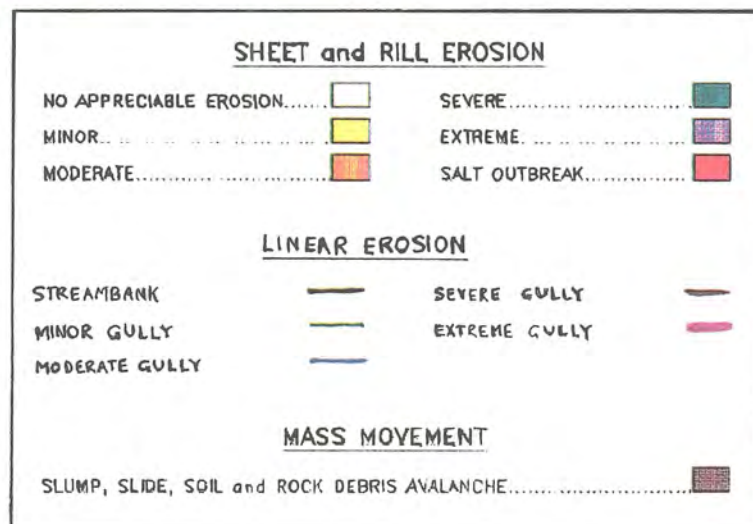 SHEET and RILL EROSION
NO APPRECIABLE EROSION
SEVERE
MINOR
EXTREME
MODERATE
SALT OUTBREAK
LINEAR EROSION
STREAMBANK
SEVERE GULLY
MINOR GULLY
EXTREME GULLY
MODERATE GULLY
MASS MOVEMENT
SLUMP, SLIDE, SOIL and ROCK DEBRIS AVALANCHE